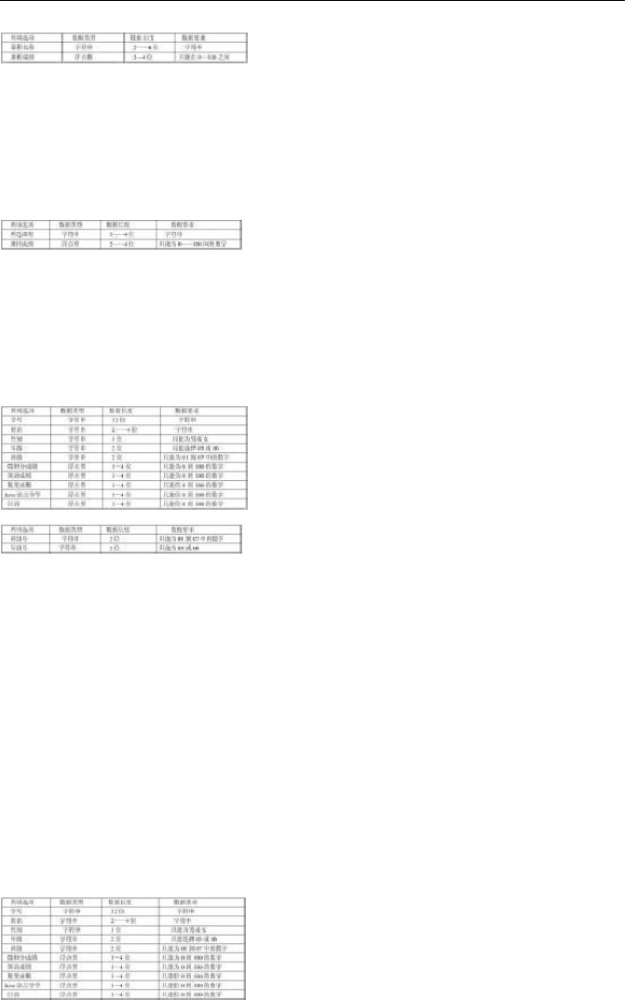 所填选项 数据类型 数据长度 数据要求
课程名称 字符串 2——4位 字符串
课程成绩 浮点数 2—4位 只能在0—100之间
所填选项 数据类型 数据长度 数据要求
所选课程 字符串 位 字符串
成绩 浮点型 2——4位 只能为0——100间的数字
所填选项 数据类型 数据长度 数据要求
学号 字符串 12位 字符串
姓名 字符串 2——4位 字符串
性别 字符串 1位 只能为男或女
年级 字符串 2位 只能选择05或06
班级 字符串 2位 只能为01到07中的数字
微积分成绩 浮点型 1—4位 只能为0到100的数字
英语成绩 浮点型 1—4位 只能为0到100的数字
复变函数 浮点型 1—4位 只能位0到100的数字
Java语言导学 浮点型 1—4位 只能位0到100的数字
日语 浮点型 1—4位 只能位0到100的数字
所填选项 数据类型 数据长度 数据要求
班级号 字符串 2位 只能为01到07中的数字
年级号 字符串 2位 只能为05或06
所填选项 数据类型 数据长度 数据要求
学号 字符串 12位 字符串
姓名 字符串 2——4位 字符串
性别 字符串 1位 只能为男或女
年级 字符串 2位 只能选择05或06
班级 字符串 2位 只能为01到07中的数字
微积分成绩 浮点型 1—4位 只能为0到100的数字
英语成绩 浮点型 1—4位 只能为0到100的数字
复变函数 浮点型 1—4位 只能位0到100的数字
Java语言导学 浮点型 1—4位 只能位0到100的数字
日语 浮点型 1—4位 只能位0到100的数字